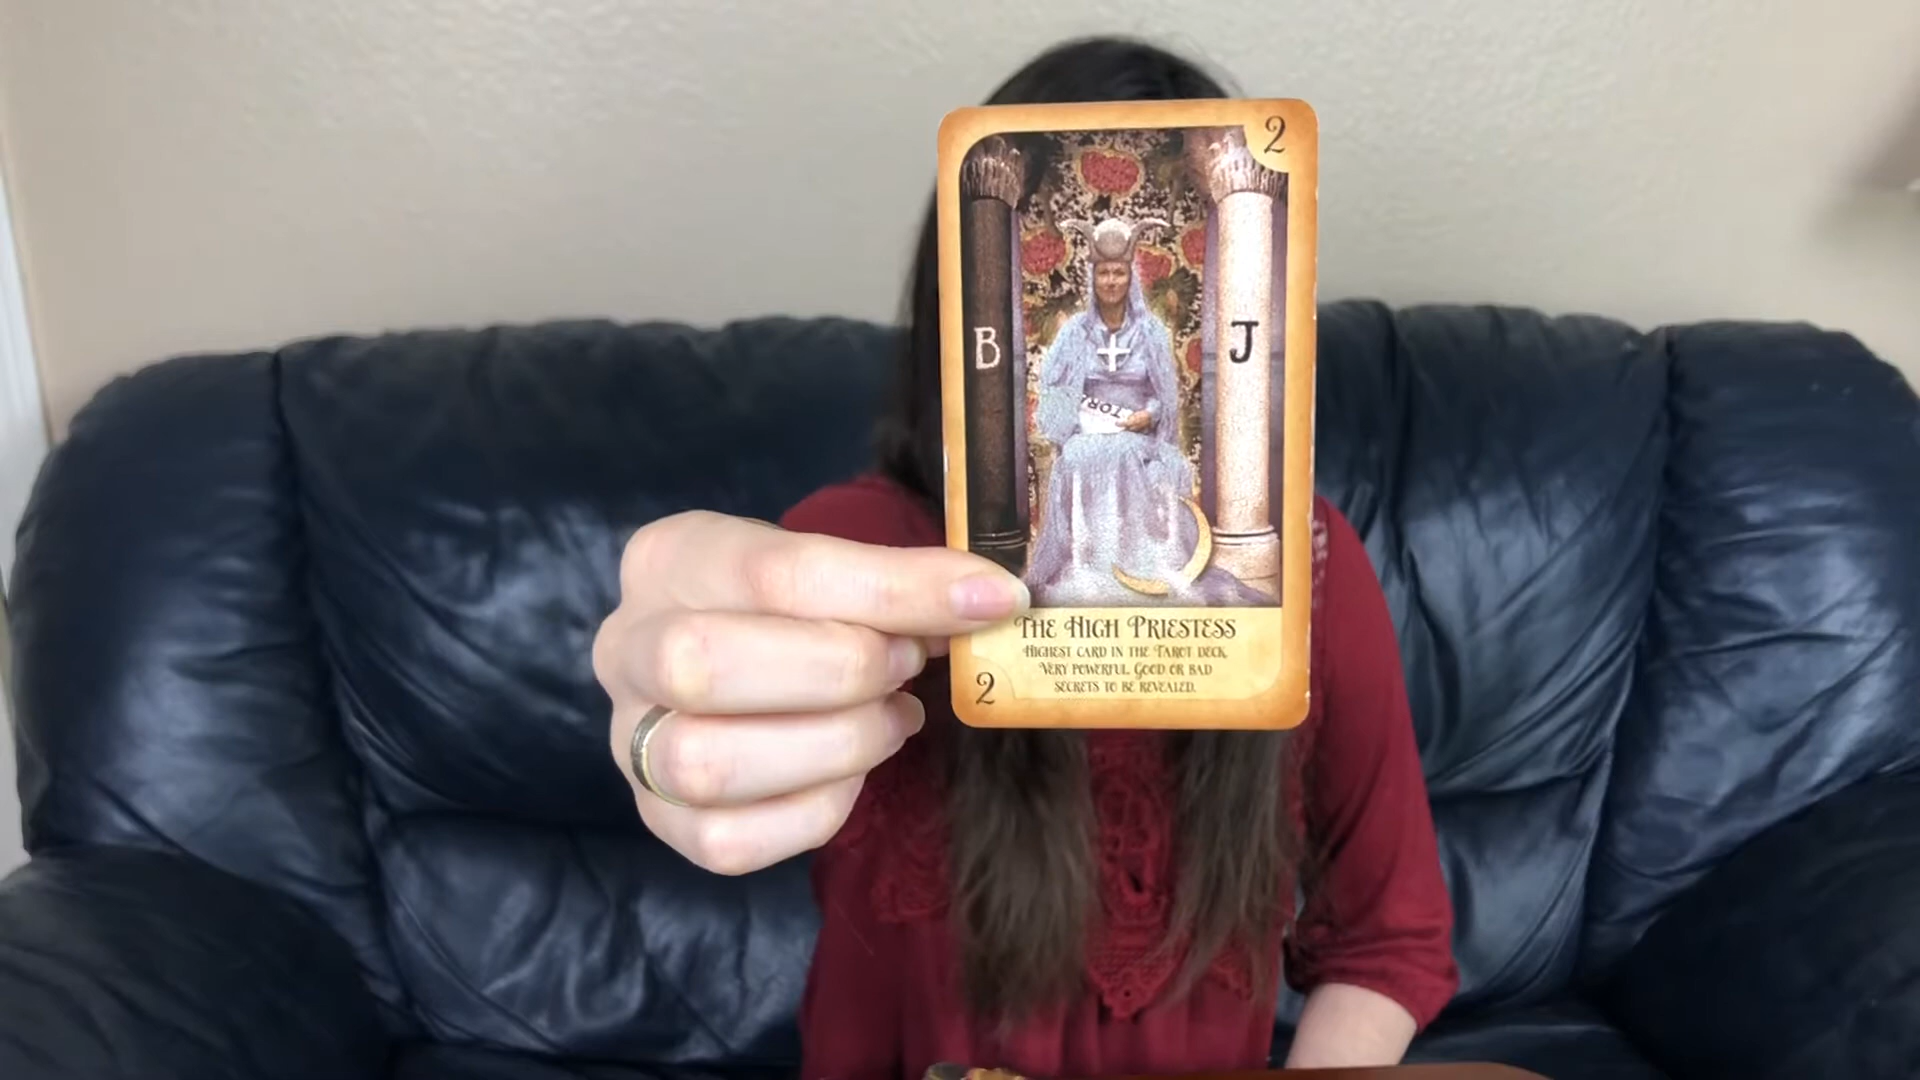 2
B
J
TORA
THE HIGH PRIESTESS
HIGHEST CARD IN THE TAROT DECK.
VERY POWERFUL. GOOD OR BAD
SECRETS TO BE REVEALED.
2